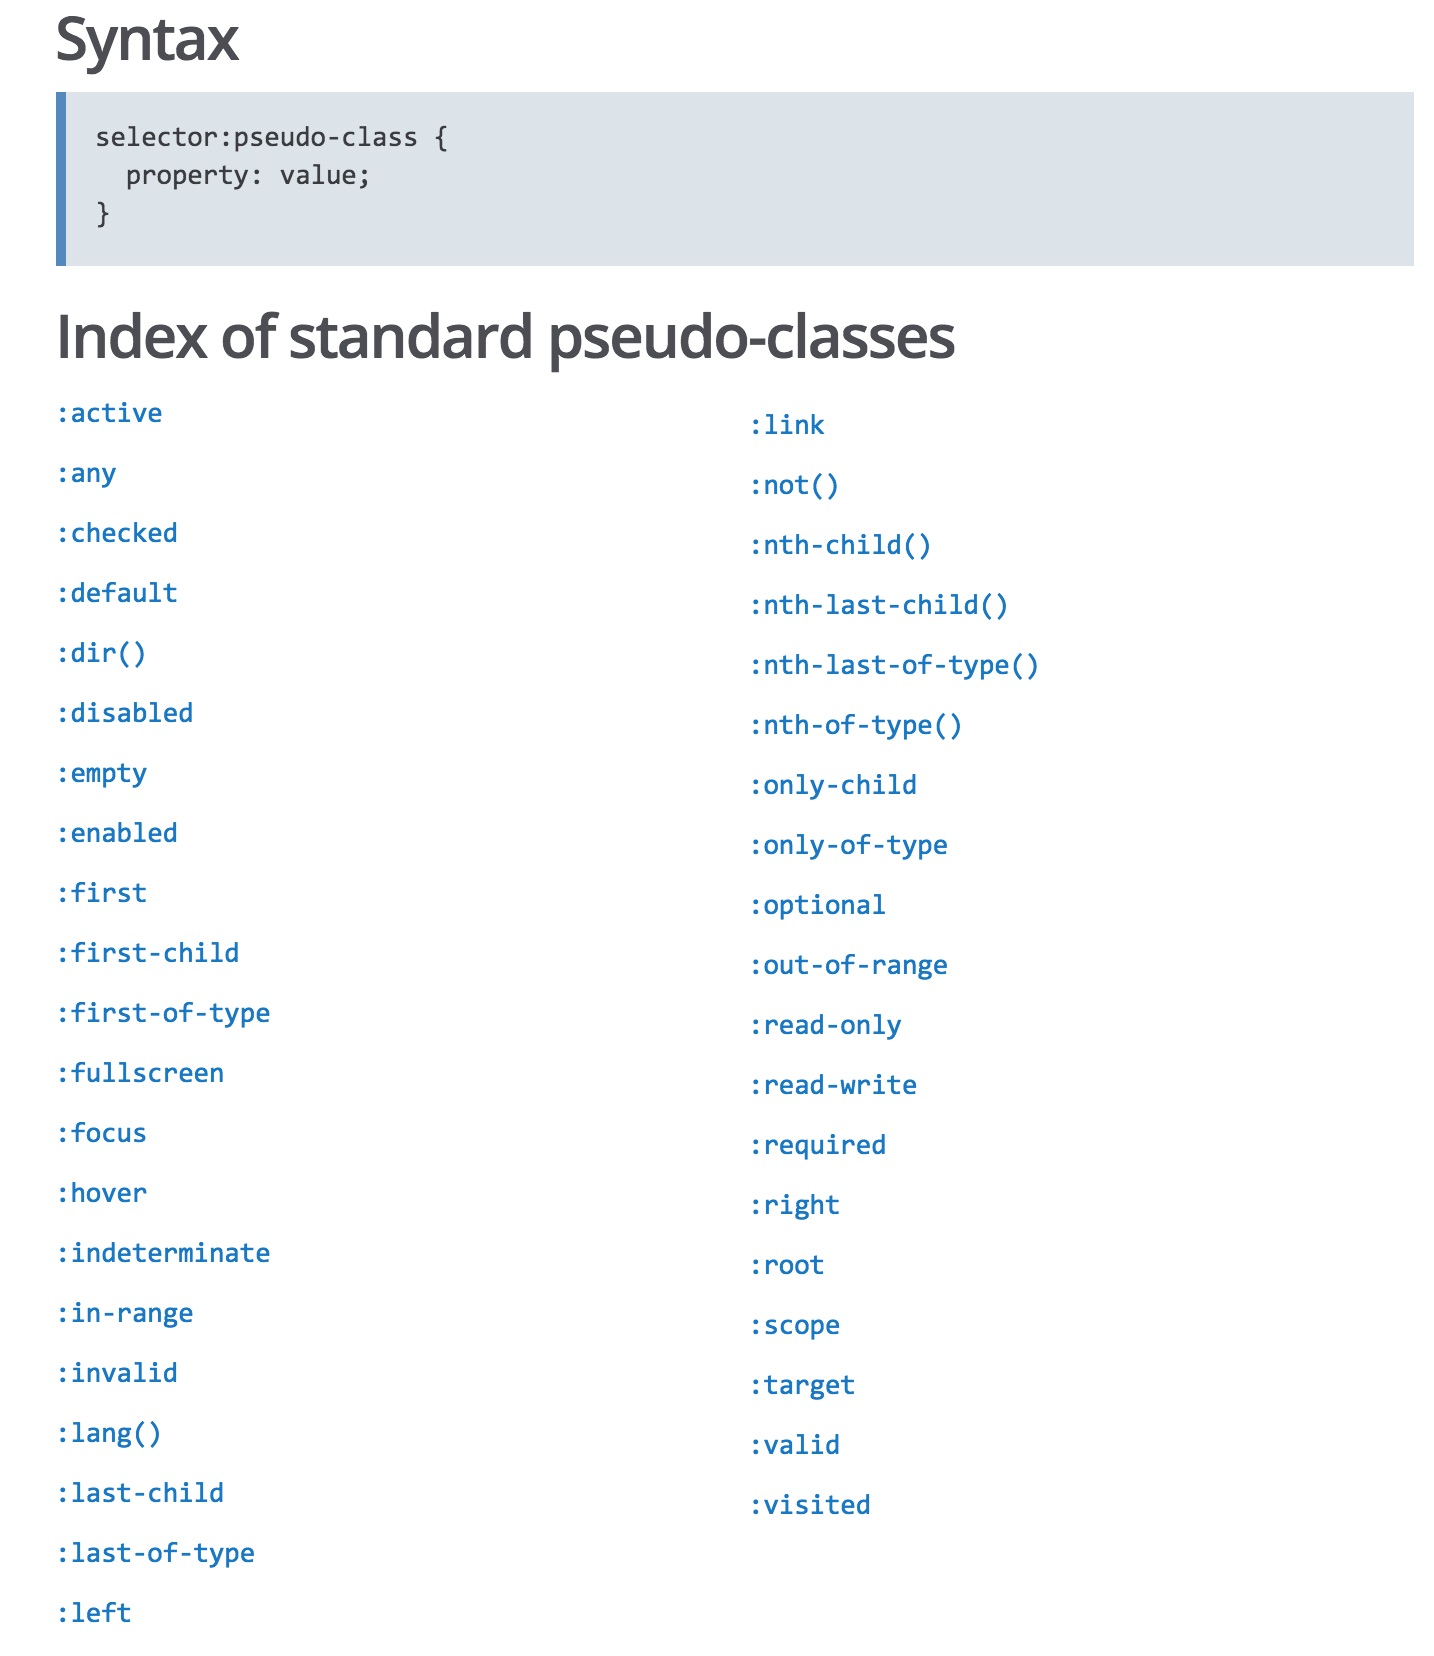 Syntax
selector:pseudo-class {
  property: value;
}
Index of standard pseudo-classes
:active
:any
:checked
:default
:dir()
:disabled
:empty
:enabled
:first
:first-child
:first-of-type
:fullscreen
:focus
:hover
:indeterminate
:in-range
:invalid
:lang()
:last-child
:last-of-type
:left
:link
:not()
:nth-child()
:nth-last-child()
:nth-last-of-type()
:nth-of-type()
:only-child
:only-of-type
:optional
:out-of-range
:read-only
:read-write
:required
:right
:root
:scope
:target
:valid
:visited